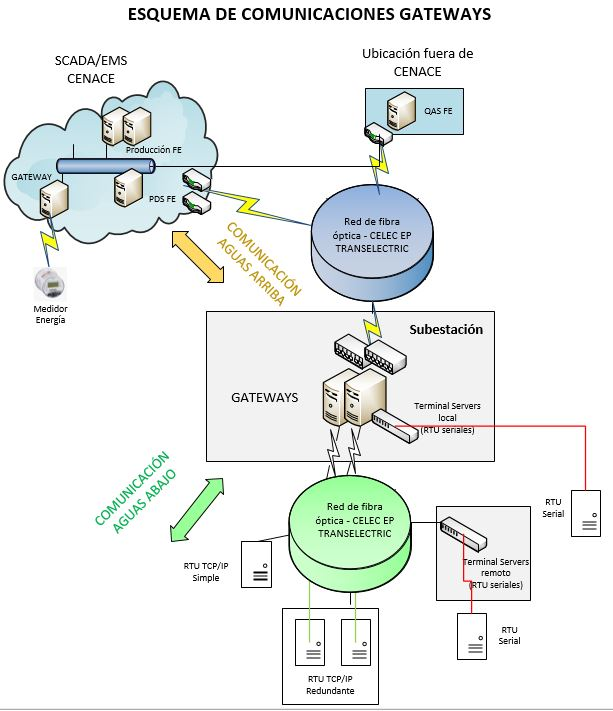 ESQUEMA DE COMUNICACIONES GATEWAYS
SCADA/EMS
CENACE
Ubicación fuera de
CENACE
QAS FE
Producción FE
GATEWAY
PDS FE
Medidor
Energía
COMUNICACIÓN
AGUAS ARRIBA
Red de fibra
óptica - CELEC EP
TRANSELECTRIC
Subestación
GATEWAYS
Terminal Servers
local
(RTU seriales)
COMUNICACIÓN
AGUAS ABAJO
Red de fibra
óptica - CELEC EP
TRANSELECTRIC
RTU
Serial
RTU TCP/IP
Simple
Terminal Servers
remoto
(RTU seriales)
RTU
Serial
RTU TCP/IP
Redundante